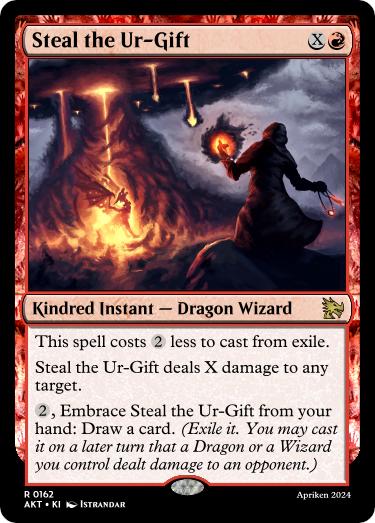 Steal the Ur-Gift X
Kindred Instant — Dragon Wizard
This spell costs 2 less to cast from exile.
Steal the Ur-Gift deals X damage to any
target.
2, Embrace Steal the Ur-Gift from your
hand: Draw a card. (Exile it. You may cast
it on a later turn that a Dragon or a Wizard
you control dealt damage to an opponent.)
R 0162
AKT • KI Istrandar
Apriken 2024